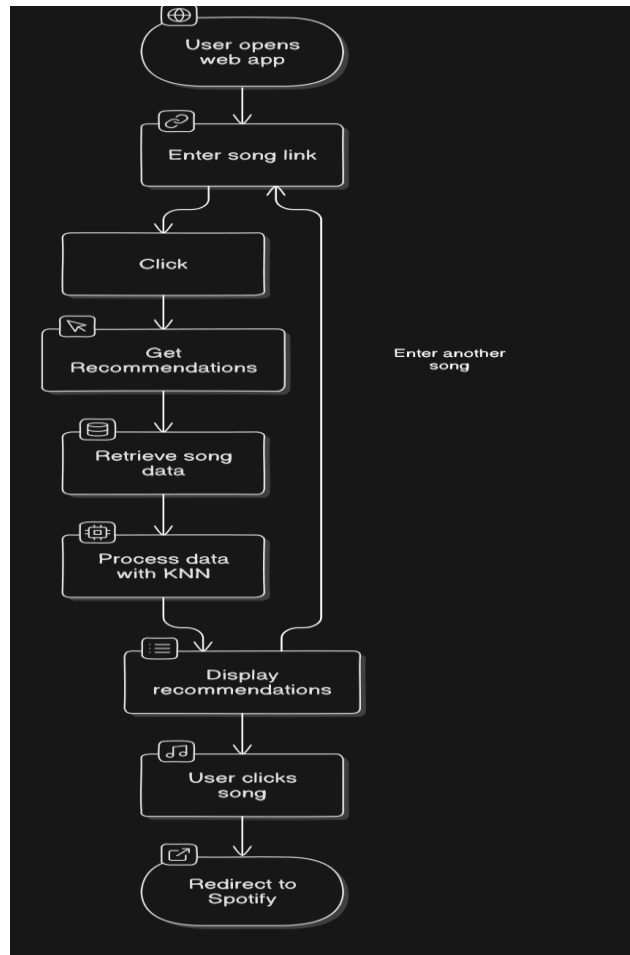 User opens
web app
Enter song link
Click
Get
Recommendations
Enter another
song
Retrieve song
data
Process data
with KNN
Display
recommendations
User clicks
song
Redirect to
Spotify